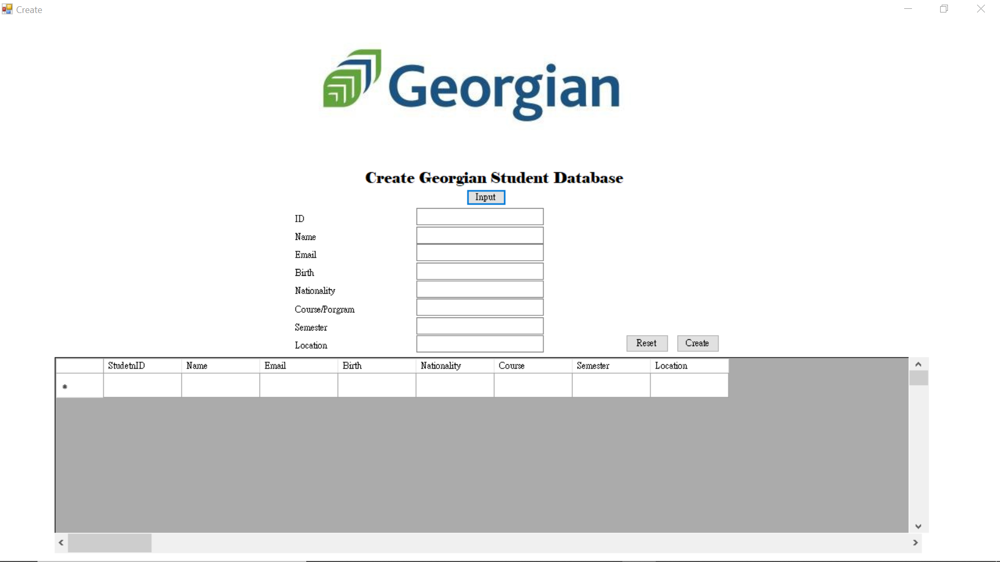 Create
Georgian
Create Georgian Student Database
Input
ID
Name
Email
Birth
Nationality
Course/Porgram
Semester
Location
Reset Create
StudetnID Name Email Birth Nationality Course Semester Location